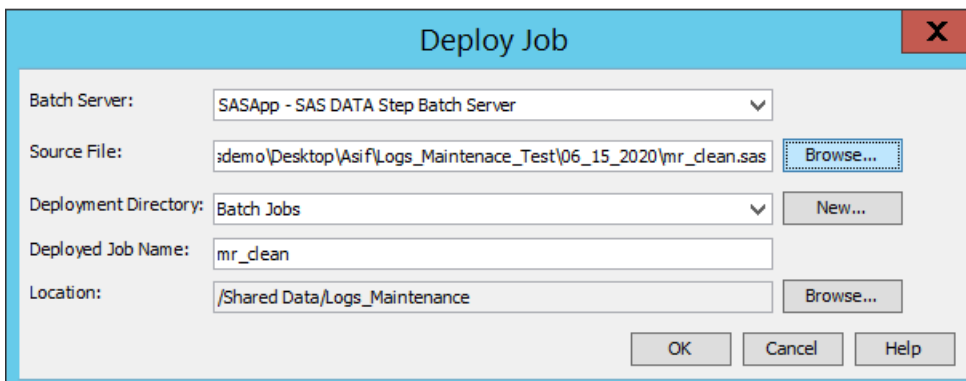 Deploy Job
X
Batch Server: SASApp - SAS DATA Step Batch Server
Source File: sdemo\Desktop\Asif\Logs_Maintenace_Test\06_15_2020\mr_clean.sas Browse...
Deployment Directory: Batch Jobs New...
Deployed Job Name: mr_clean
Location: /Shared Data/Logs_Maintenance Browse...
OK Cancel Help